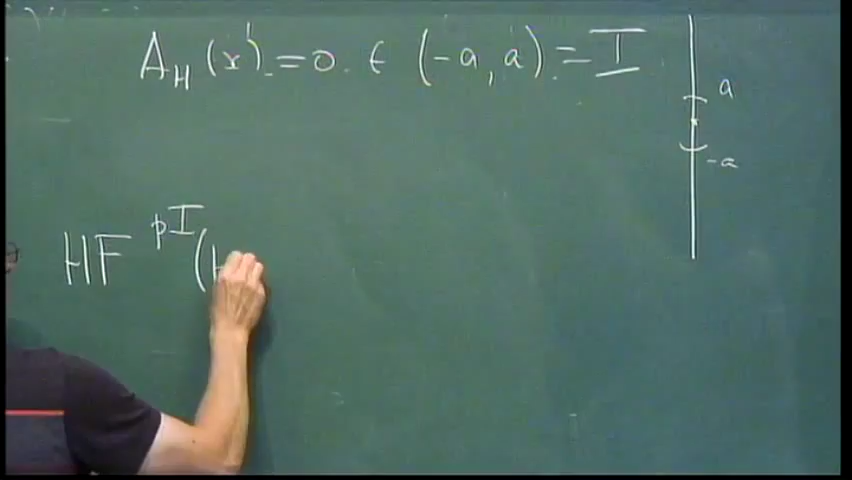 A_H (x') = 0. ∈ (-a, a) = I
a
-a
HF^{pI} (H